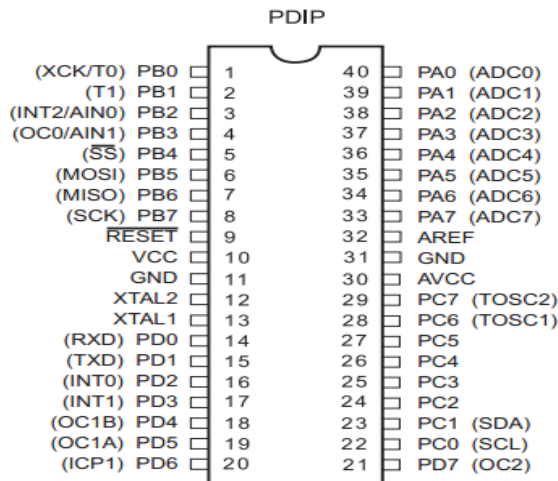 PDIP
(XCK/T0) PB0 1 40 PA0 (ADC0)
(T1) PB1 2 39 PA1 (ADC1)
(INT2/AIN0) PB2 3 38 PA2 (ADC2)
(OC0/AIN1) PB3 4 37 PA3 (ADC3)
(SS) PB4 5 36 PA4 (ADC4)
(MOSI) PB5 6 35 PA5 (ADC5)
(MISO) PB6 7 34 PA6 (ADC6)
(SCK) PB7 8 33 PA7 (ADC7)
RESET 9 32 AREF
VCC 10 31 GND
GND 11 30 AVCC
XTAL2 12 29 PC7 (TOSC2)
XTAL1 13 28 PC6 (TOSC1)
(RXD) PD0 14 27 PC5
(TXD) PD1 15 26 PC4
(INT0) PD2 16 25 PC3
(INT1) PD3 17 24 PC2
(OC1B) PD4 18 23 PC1 (SDA)
(OC1A) PD5 19 22 PC0 (SCL)
(ICP1) PD6 20 21 PD7 (OC2)